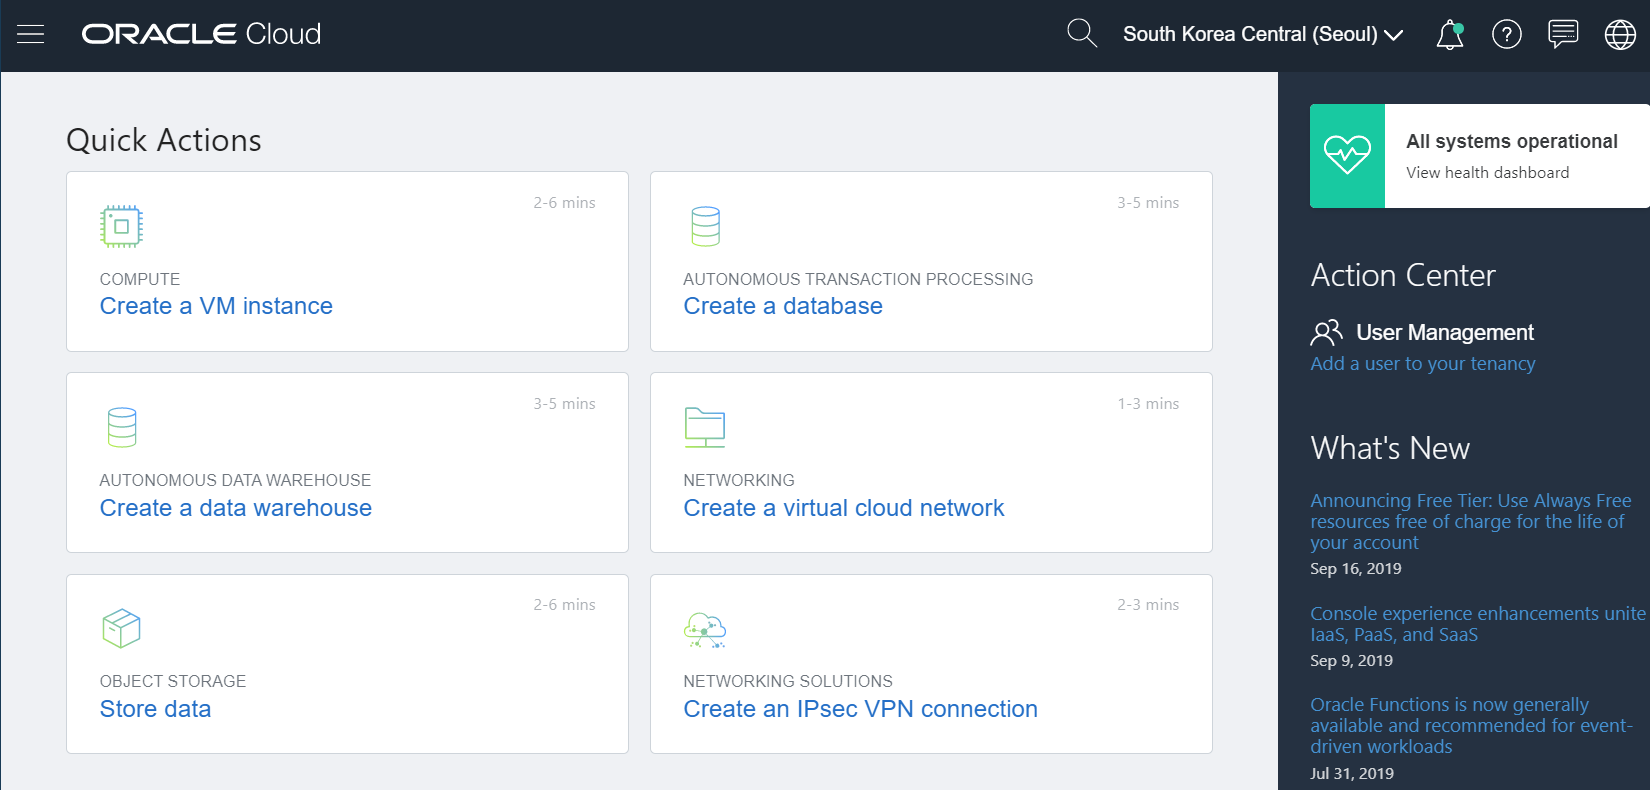 ORACLE Cloud
South Korea Central (Seoul)
?
Quick Actions
2-6 mins
COMPUTE
Create a VM instance
3-5 mins
AUTONOMOUS TRANSACTION PROCESSING
Create a database
3-5 mins
AUTONOMOUS DATA WAREHOUSE
Create a data warehouse
1-3 mins
NETWORKING
Create a virtual cloud network
2-6 mins
OBJECT STORAGE
Store data
2-3 mins
NETWORKING SOLUTIONS
Create an IPsec VPN connection
All systems operational
View health dashboard
Action Center
User Management
Add a user to your tenancy
What's New
Announcing Free Tier: Use Always Free
resources free of charge for the life of
your account
Sep 16, 2019
Console experience enhancements unite
IaaS, PaaS, and SaaS
Sep 9, 2019
Oracle Functions is now generally
available and recommended for event-
driven workloads
Jul 31, 2019